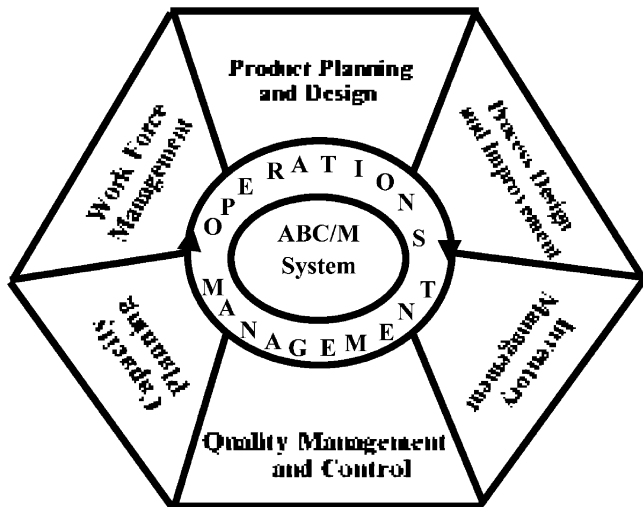 Product Planning
and Design
Process Design
and Improvement
Inventory
Management
Quality Management
and Control
Capacity
Planning
Work Force
Management
OPERATIONS
MANAGEMENT
ABC/M
System